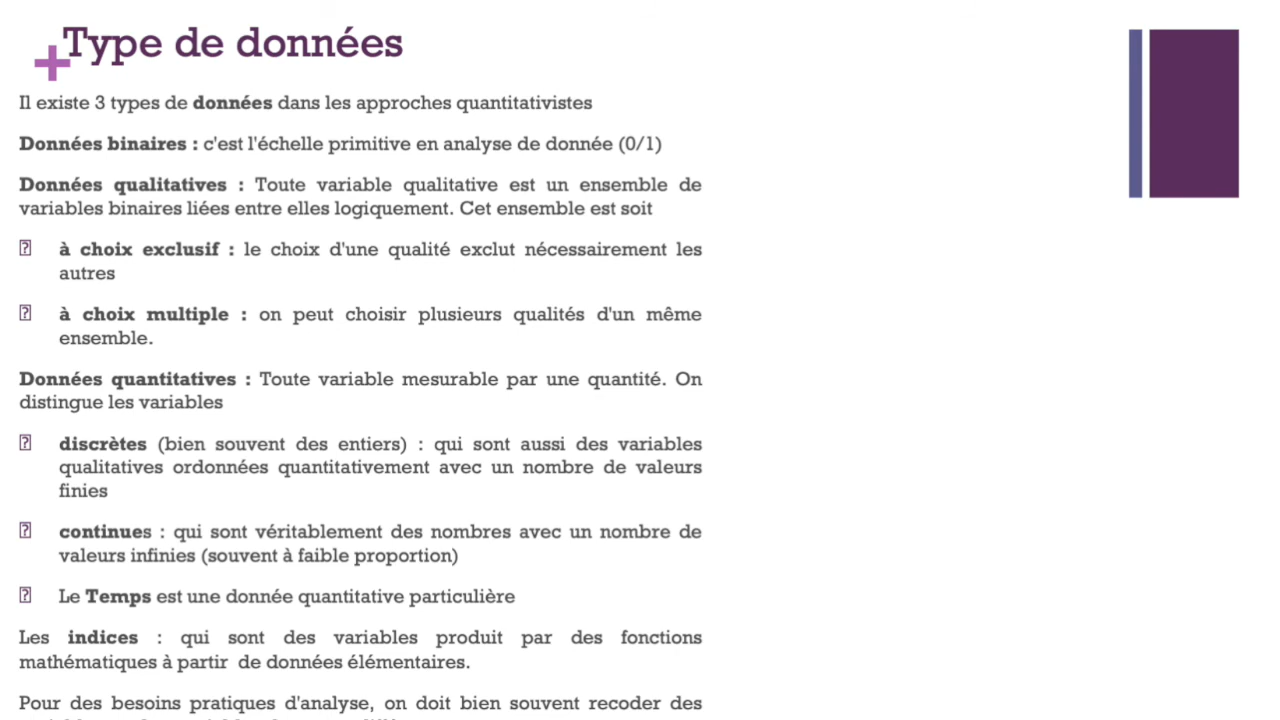 +Type de données
Il existe 3 types de données dans les approches quantitativistes
Données binaires : c'est l'échelle primitive en analyse de donnée (0/1)
Données qualitatives : Toute variable qualitative est un ensemble de
variables binaires liées entre elles logiquement. Cet ensemble est soit
à choix exclusif : le choix d'une qualité exclut nécessairement les
autres
à choix multiple : on peut choisir plusieurs qualités d'un même
ensemble.
Données quantitatives : Toute variable mesurable par une quantité. On
distingue les variables
discrètes (bien souvent des entiers) : qui sont aussi des variables
qualitatives ordonnées quantitativement avec un nombre de valeurs
finies
continues : qui sont véritablement des nombres avec un nombre de
valeurs infinies (souvent à faible proportion)
Le Temps est une donnée quantitative particulière
Les indices : qui sont des variables produit par des fonctions
mathématiques à partir de données élémentaires.
Pour des besoins pratiques d'analyse, on doit bien souvent recoder des